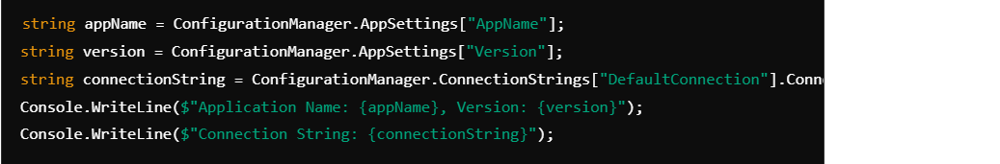 string appName = ConfigurationManager.AppSettings["AppName"];
string version = ConfigurationManager.AppSettings["Version"];
string connectionString = ConfigurationManager.ConnectionStrings["DefaultConnection"].Conn
Console.WriteLine($"Application Name: {appName}, Version: {version}");
Console.WriteLine($"Connection String: {connectionString}");